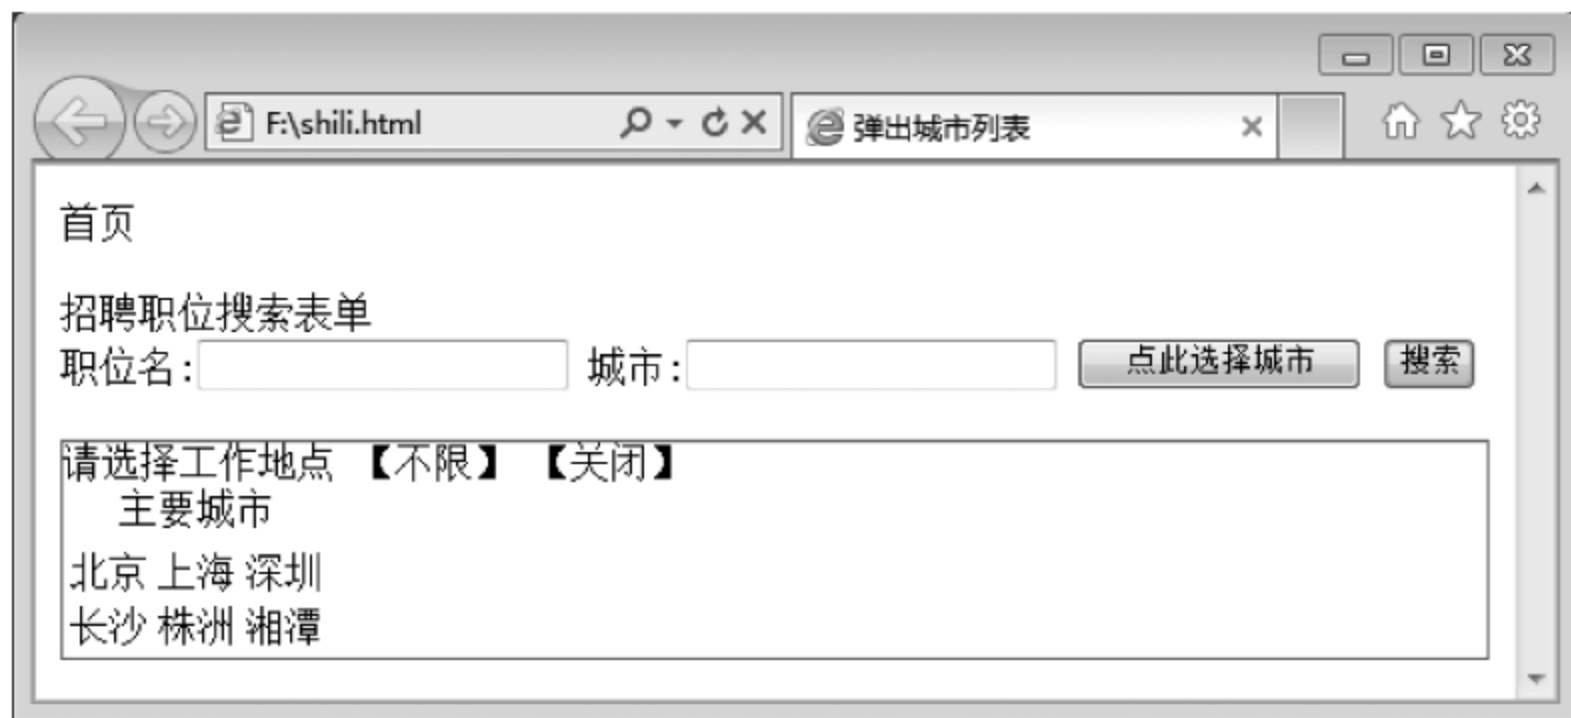 F:\shili.html
弹出城市列表
首页
招聘职位搜索表单
职位名: 城市: 点此选择城市 搜索
请选择工作地点 【不限】 【关闭】
主要城市
北京 上海 深圳
长沙 株洲 湘潭